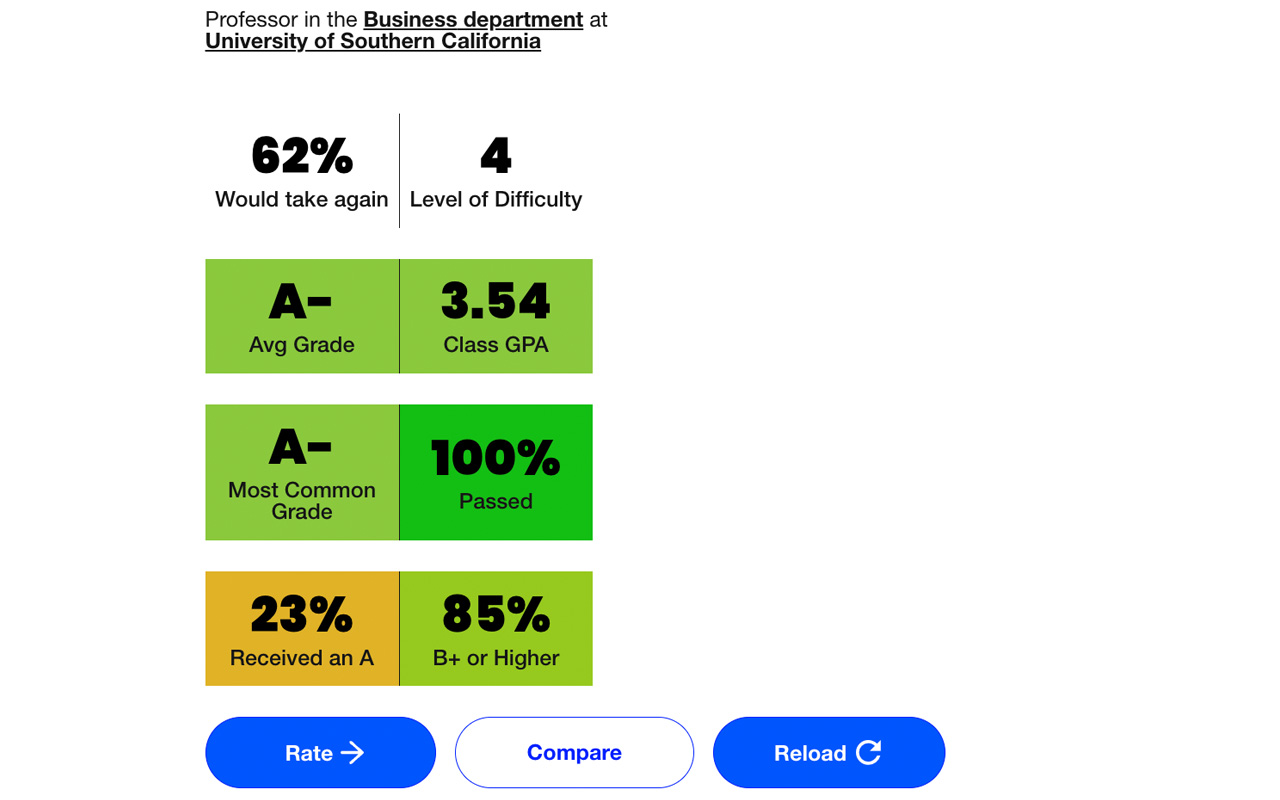 Professor in the Business department at
University of Southern California
62%
Would take again
4
Level of Difficulty
A-
Avg Grade
3.54
Class GPA
A-
Most Common
Grade
100%
Passed
23%
Received an A
85%
B+ or Higher
Rate
Compare
Reload